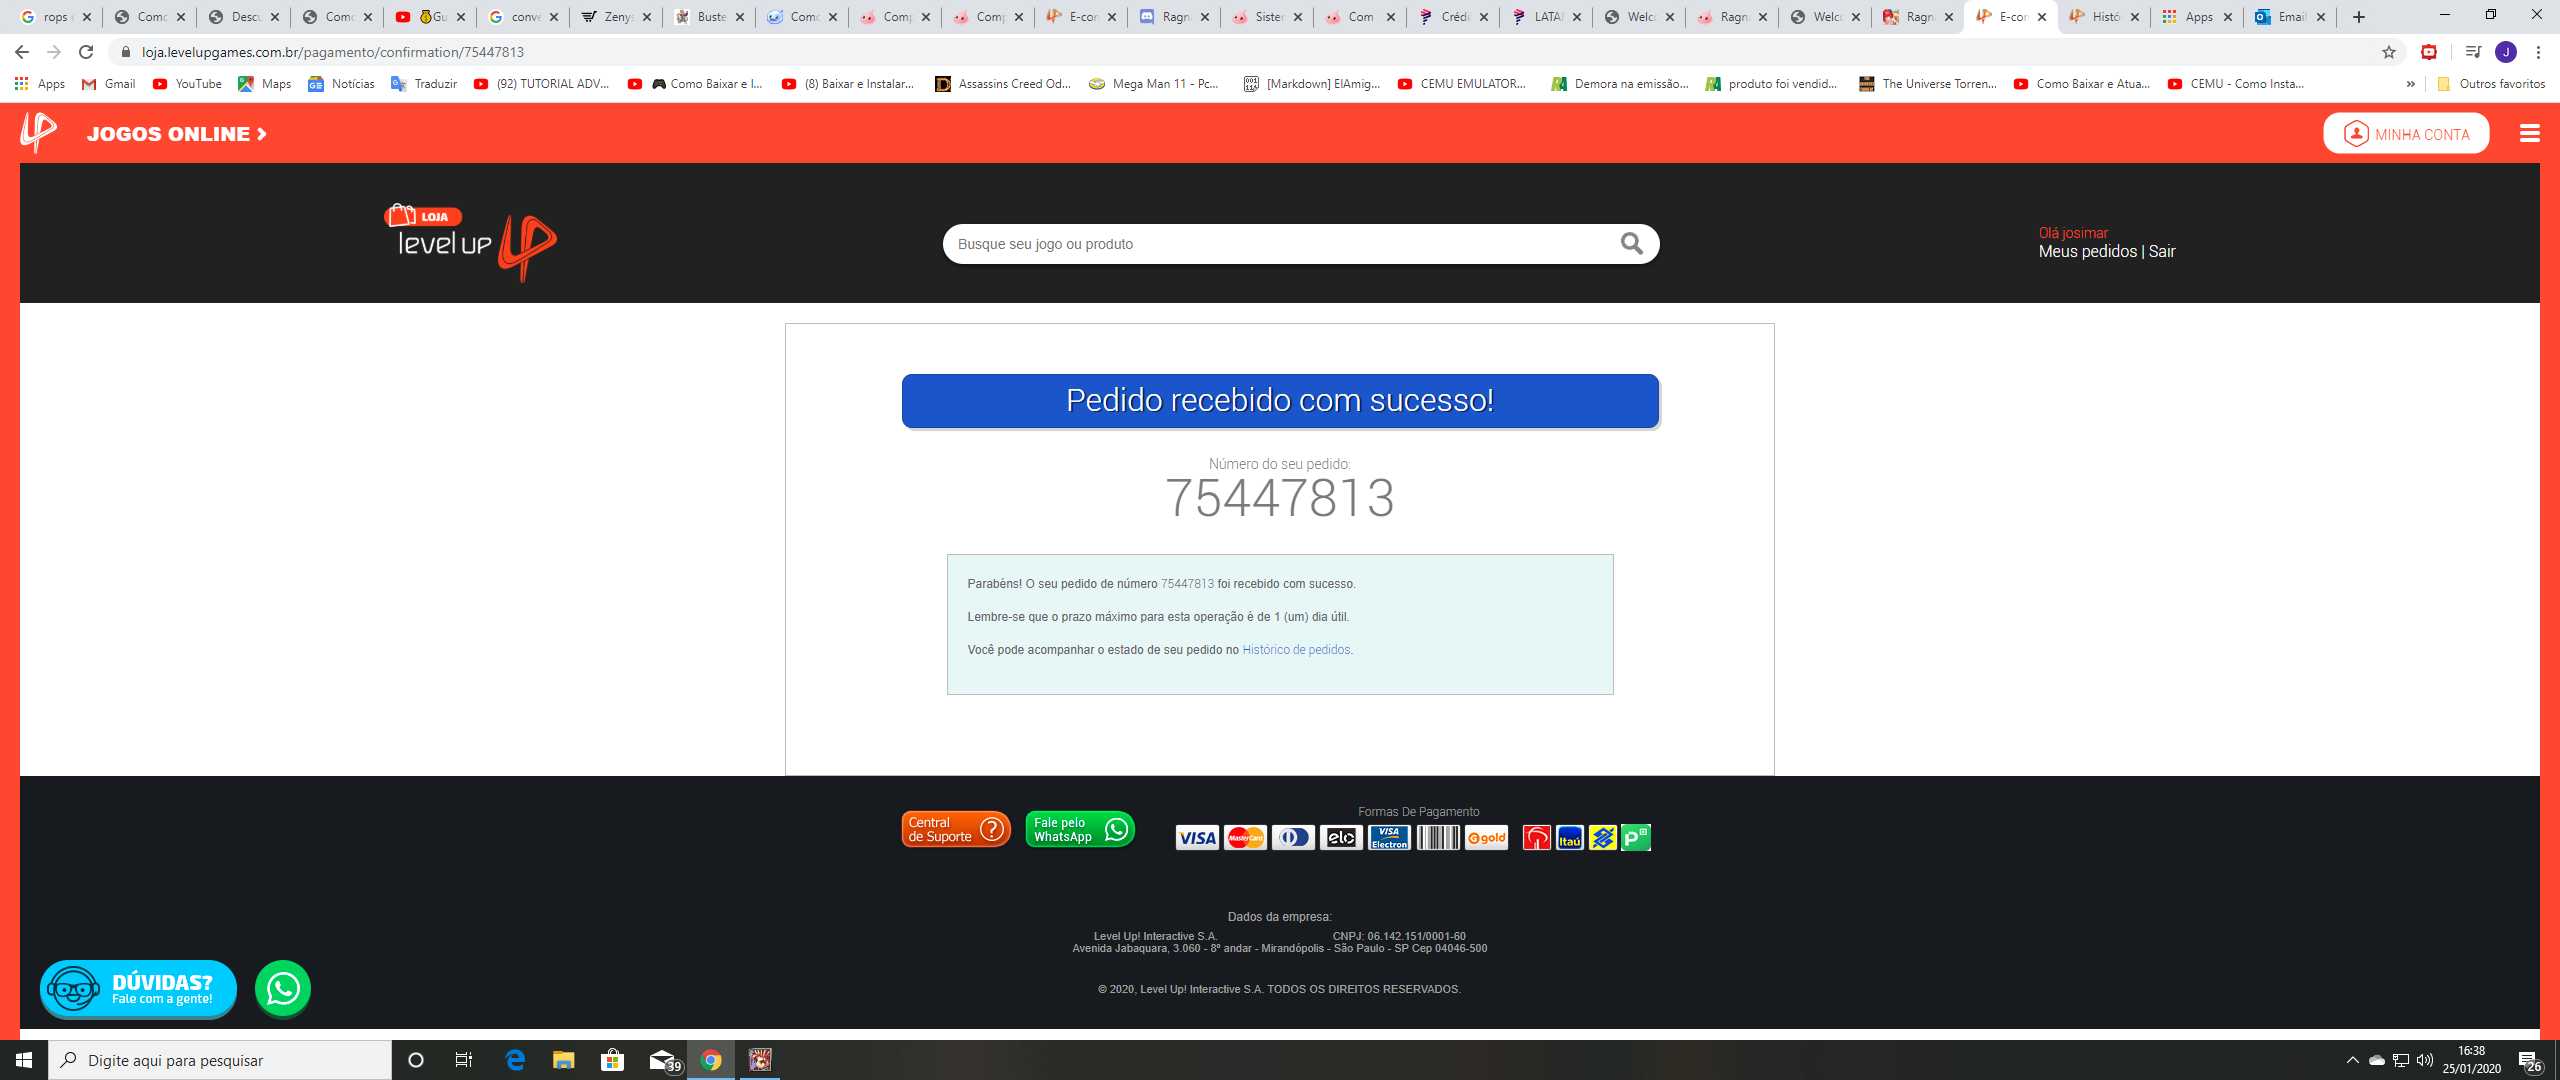 rops e
Como
Descu
Como
Gu
conve
Zeny
Buste
Como
Comp
Comp
E-con
Ragn
Sister
Com
Crédi
LATA
Welco
Ragn
Welco
Ragn
E-con
Histó
Apps
Email
loja.levelupgames.com.br/pagamento/confirmation/75447813
J
Apps
Gmail
YouTube
Maps
Notícias
Traduzir
(92) TUTORIAL ADV...
Como Baixar e I...
(8) Baixar e Instalar...
Assassins Creed Od...
Mega Man 11 - Pc...
[Markdown] ElAmig...
CEMU EMULATOR...
Demora na emissão...
produto foi vendid...
The Universe Torren...
Como Baixar e Atua...
CEMU - Como Insta...
»
Outros favoritos
JOGOS ONLINE >
MINHA CONTA
LOJA
level up
Busque seu jogo ou produto
Olá josimar
Meus pedidos | Sair
Pedido recebido com sucesso!
Número do seu pedido:
75447813
Parabéns! O seu pedido de número 75447813 foi recebido com sucesso.
Lembre-se que o prazo máximo para esta operação é de 1 (um) dia útil.
Você pode acompanhar o estado de seu pedido no Histórico de pedidos.
Central
de Suporte
Fale pelo
WhatsApp
Formas De Pagamento
VISA
MasterCard
elo
VISA
Electron
gold
Itaú
P
Dados da empresa:
Level Up! Interactive S.A. CNPJ: 06.142.151/0001-60
Avenida Jabaquara, 3.060 - 8º andar - Mirandópolis - São Paulo - SP Cep 04046-500
© 2020, Level Up! Interactive S.A. TODOS OS DIREITOS RESERVADOS.
DÚVIDAS?
Fale com a gente!
Digite aqui para pesquisar
39
16:38
25/01/2020
26